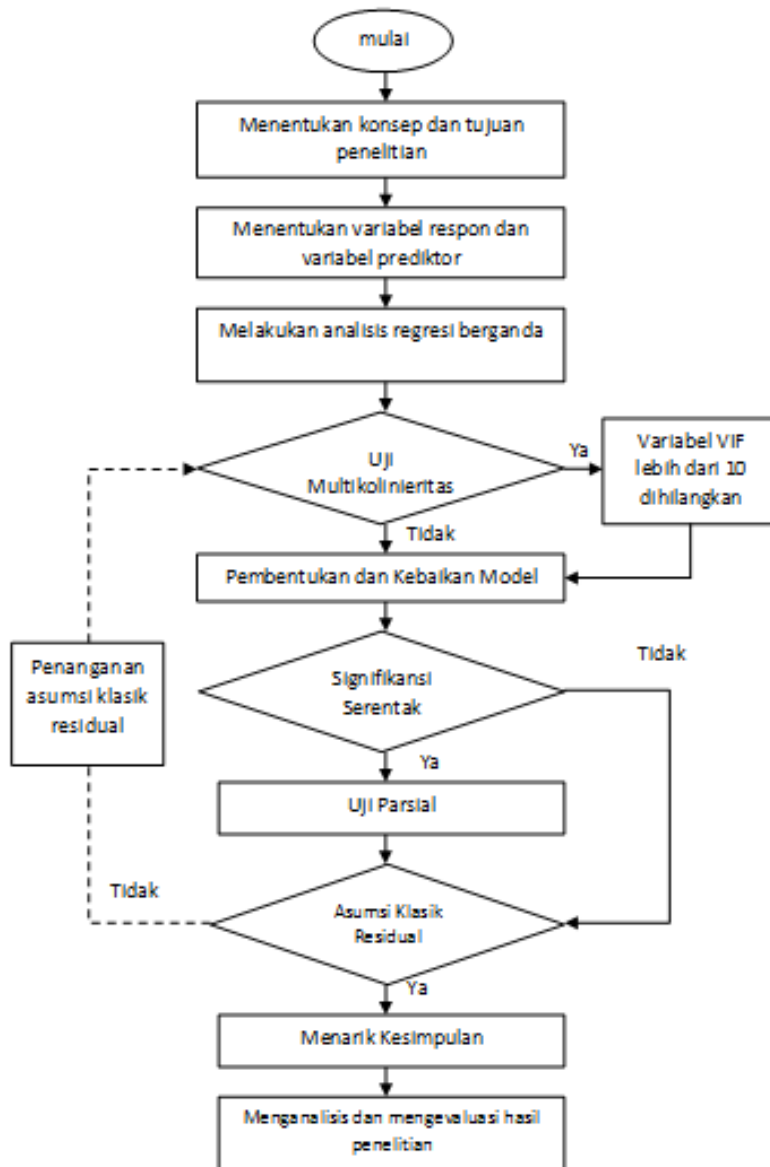 mulai
Menentukan konsep dan tujuan
penelitian
Menentukan variabel respon dan
variabel prediktor
Melakukan analisis regresi berganda
Uji
Multikolinieritas
Ya
Variabel VIF
lebih dari 10
dihilangkan
Tidak
Pembentukan dan Kebaikan Model
Signifikansi
Serentak
Tidak
Penanganan
asumsi klasik
residual
Ya
Uji Parsial
Tidak
Asumsi Klasik
Residual
Ya
Menarik Kesimpulan
Menganalisis dan mengevaluasi hasil
penelitian